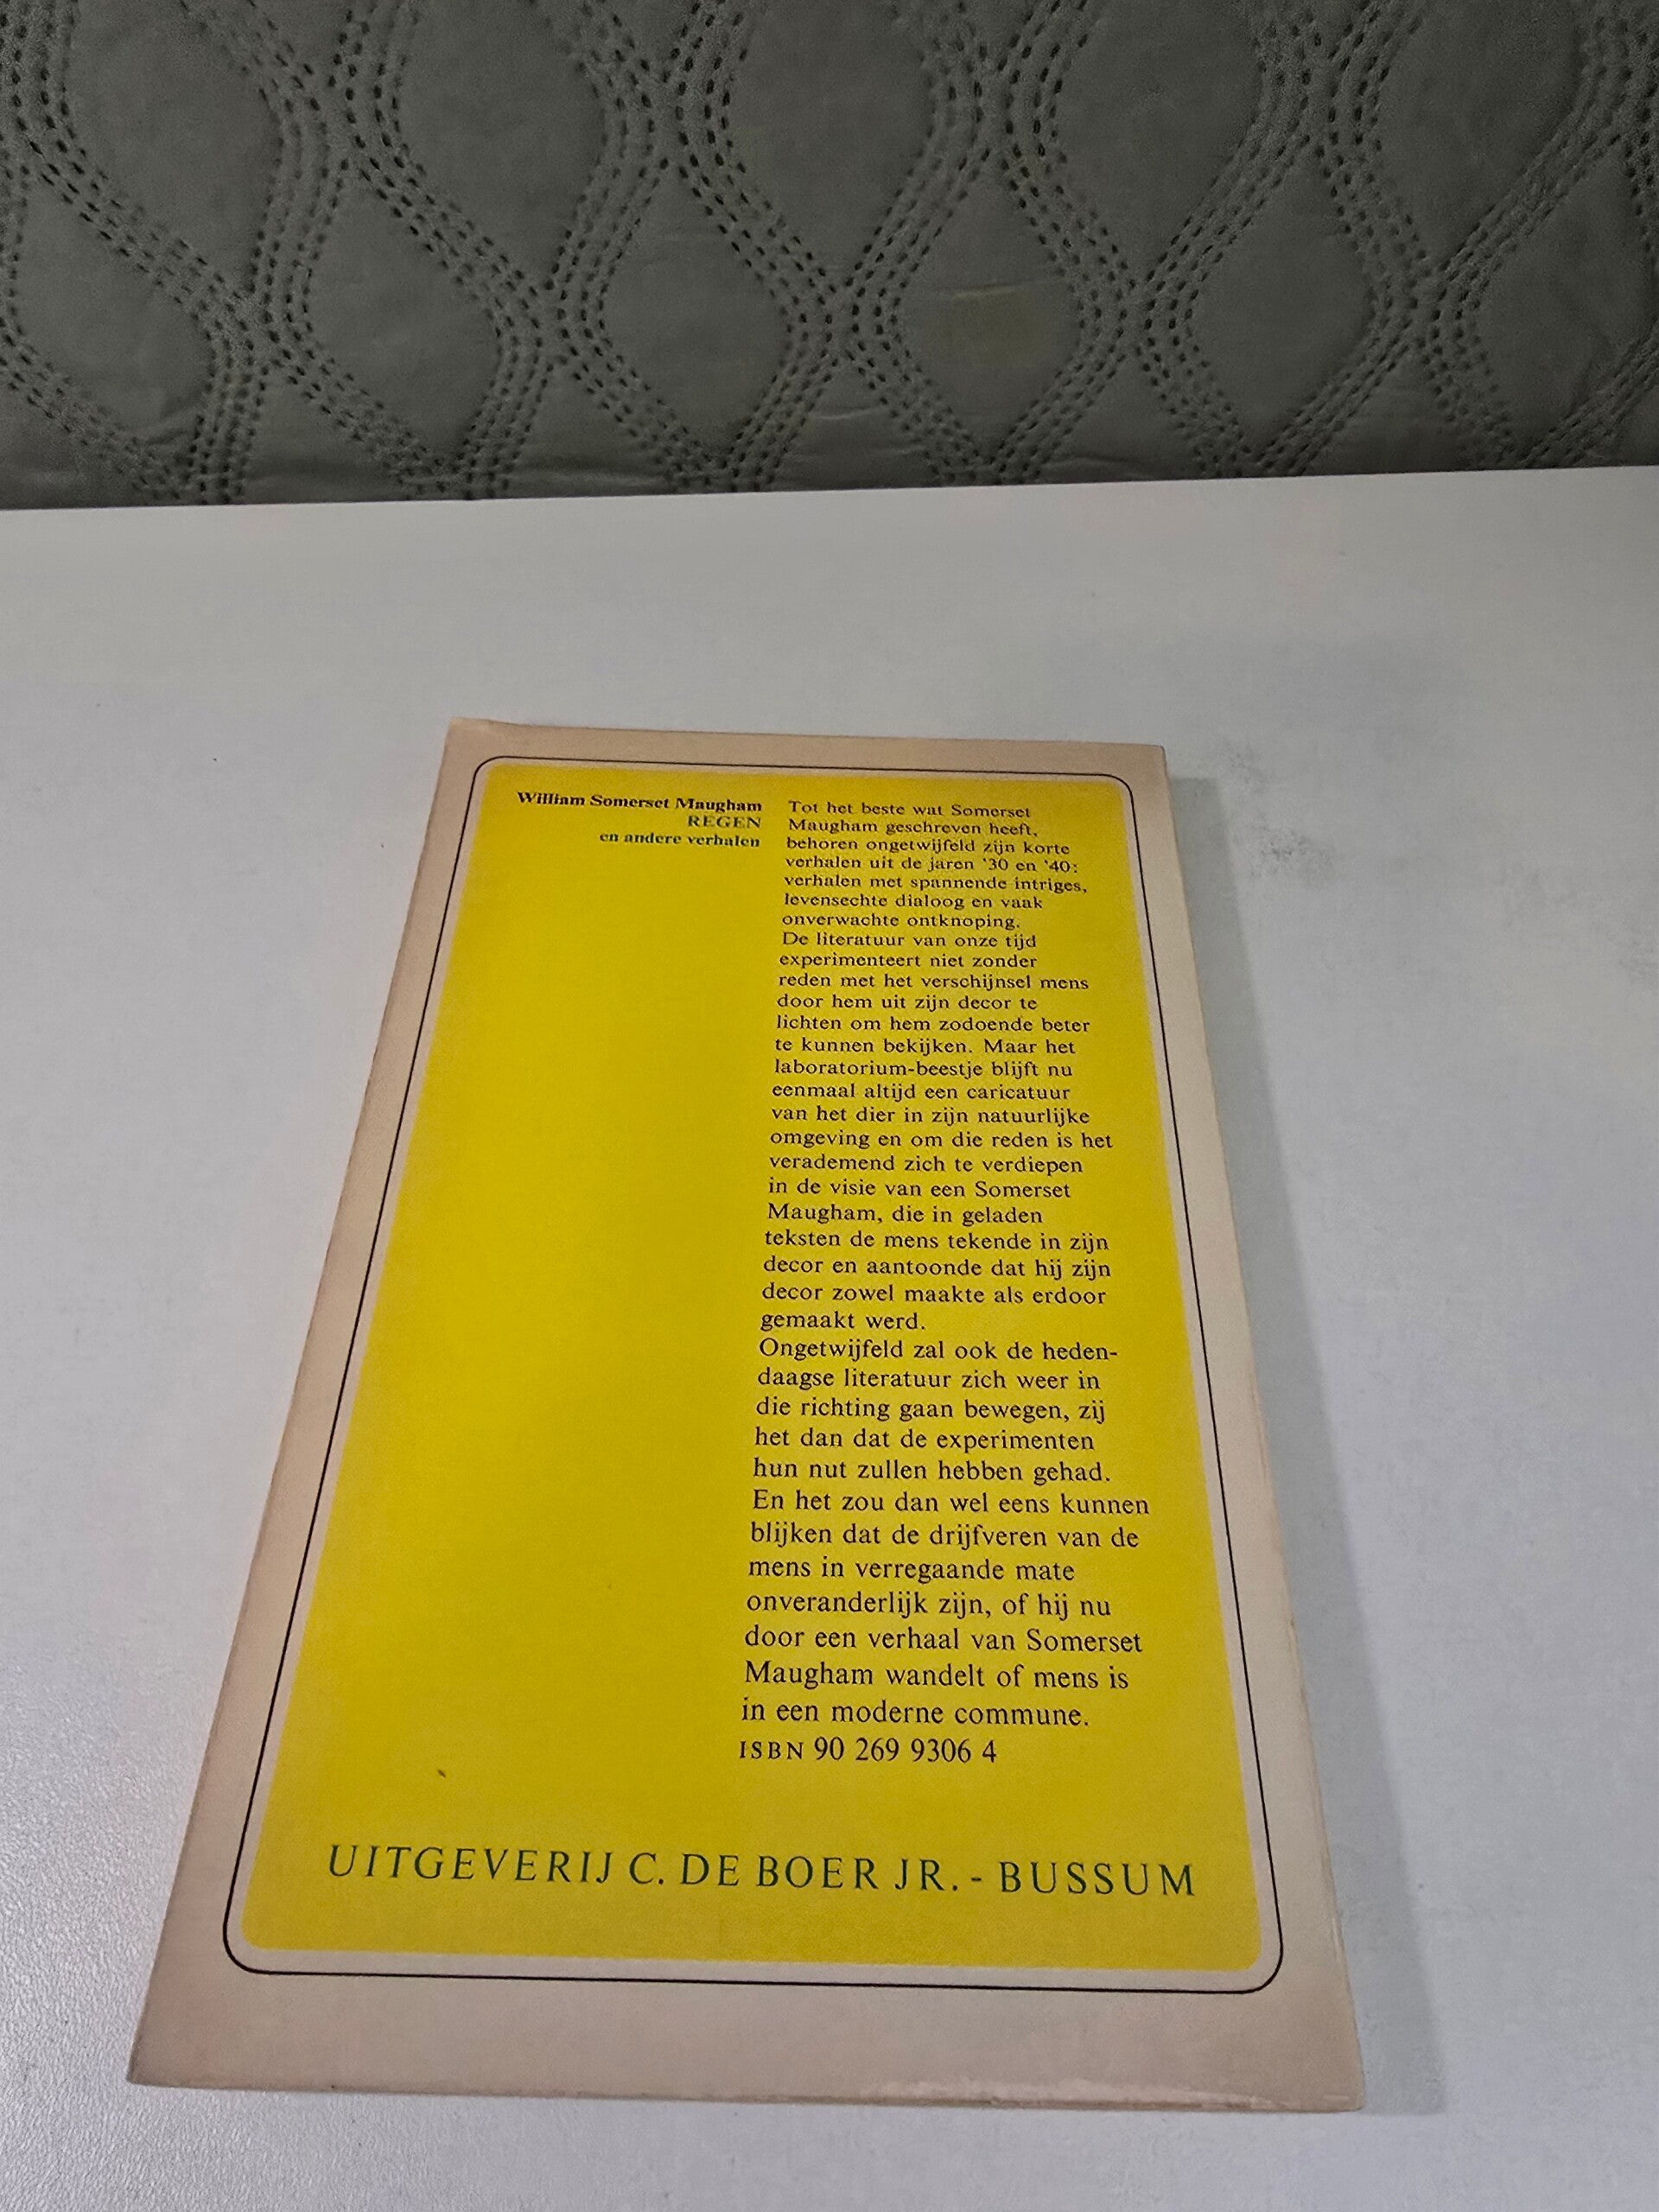 William Somerset Maugham
REGEN
en andere verhalen
Tot het beste wat Somerset
Maugham geschreven heeft,
behoren ongetwijfeld zijn korte
verhalen uit de jaren '30 en '40:
verhalen met spannende intriges,
levensechte dialoog en vaak
onverwachte ontknoping.
De literatuur van onze tijd
experimenteert niet zonder
reden met het verschijnsel mens
door hem uit zijn decor te
lichten om hem zodoende beter
te kunnen bekijken. Maar het
laboratorium-beestje blijft nu
eenmaal altijd een caricatuur
van het dier in zijn natuurlijke
omgeving en om die reden is het
verademend zich te verdiepen
in de visie van een Somerset
Maugham, die in geladen
teksten de mens tekende in zijn
decor en aantoonde dat hij zijn
decor zowel maakte als erdoor
gemaakt werd.
Ongetwijfeld zal ook de heden-
daagse literatuur zich weer in
die richting gaan bewegen, zij
het dan dat de experimenten
hun nut zullen hebben gehad.
En het zou dan wel eens kunnen
blijken dat de drijfveren van de
mens in verregaande mate
onveranderlijk zijn, of hij nu
door een verhaal van Somerset
Maugham wandelt of mens is
in een moderne commune.
ISBN 90 269 9306 4
UITGEVERIJ C. DE BOER JR. - BUSSUM